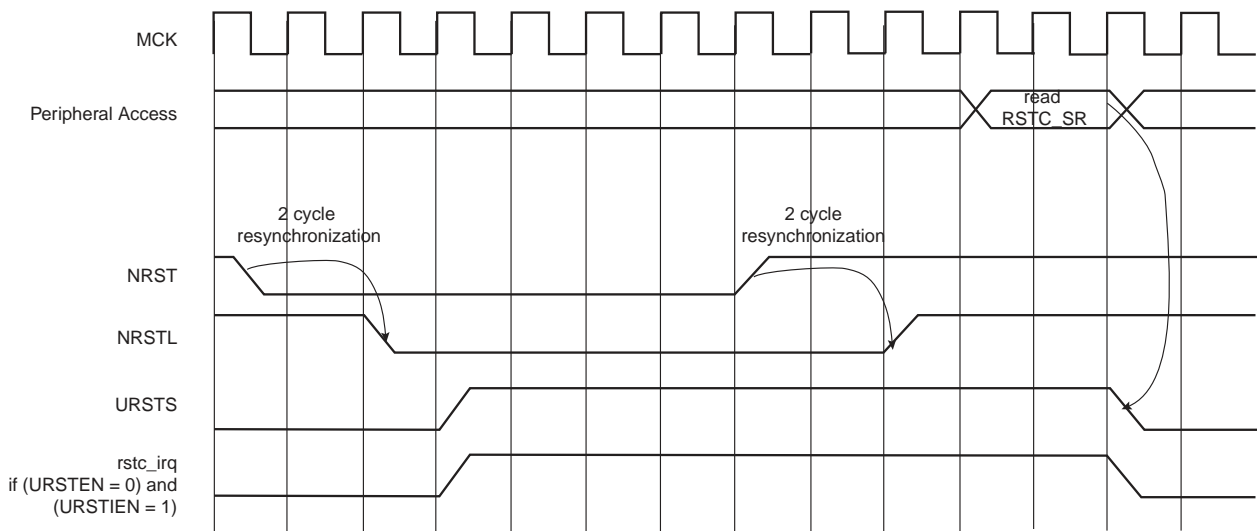 MCK
Peripheral Access
read
RSTC_SR
2 cycle
resynchronization
2 cycle
resynchronization
NRST
NRSTL
URSTS
rstc_irq
if (URSTEN = 0) and
(URSTIEN = 1)